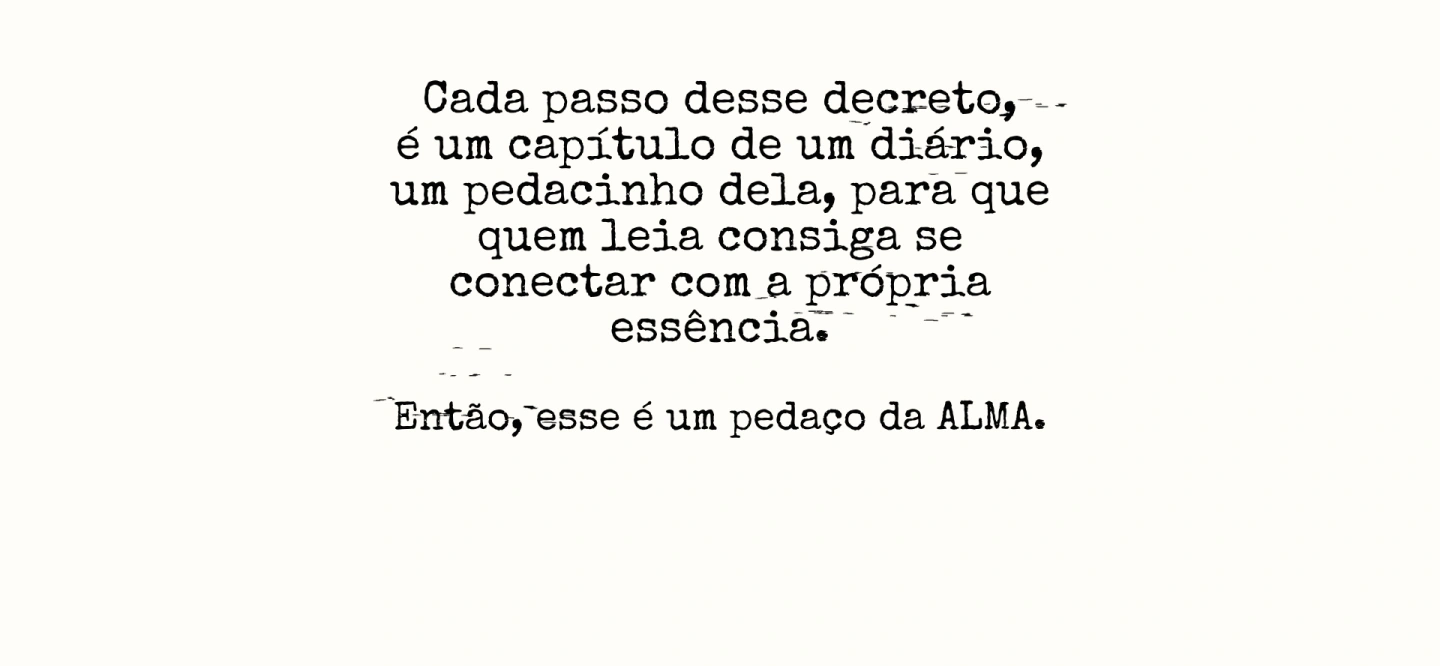 Cada passo desse decreto,
é um capítulo de um diário,
um pedacinho dela, para que
quem leia consiga se
conectar com a própria
essência.
Então, esse é um pedaço da ALMA.